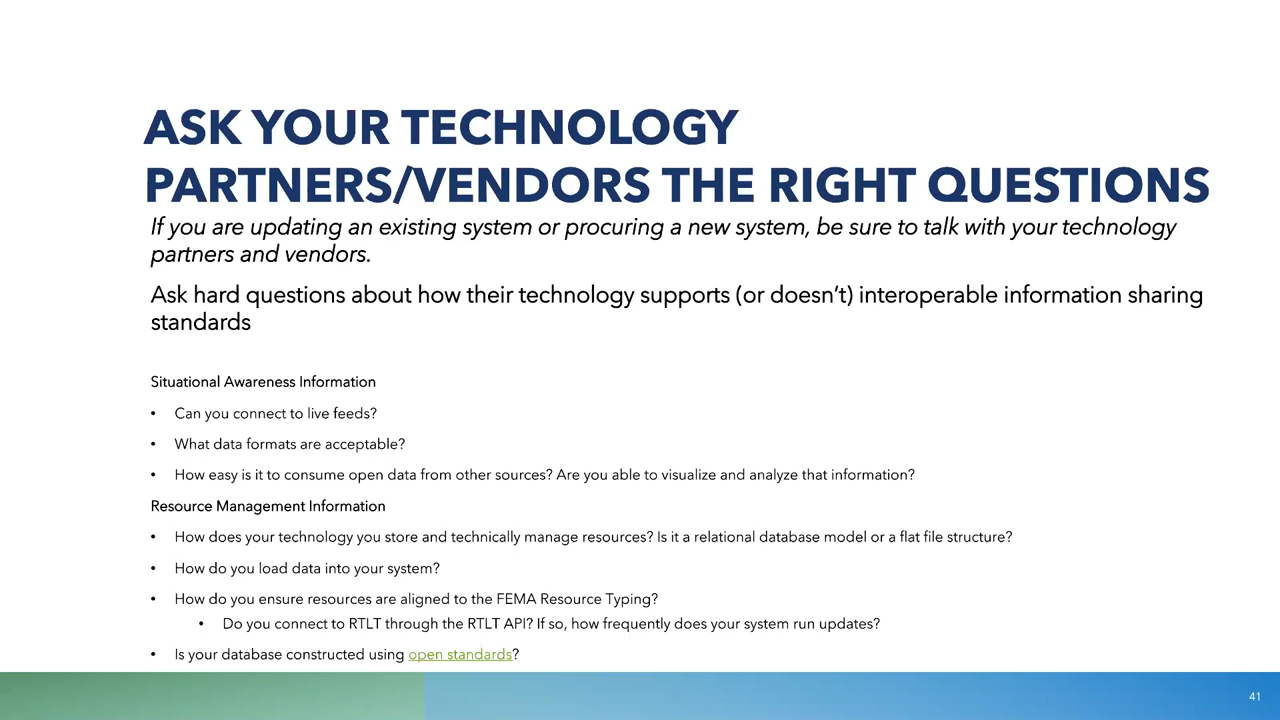 ASK YOUR TECHNOLOGY
PARTNERS/VENDORS THE RIGHT QUESTIONS
If you are updating an existing system or procuring a new system, be sure to talk with your technology
partners and vendors.
Ask hard questions about how their technology supports (or doesn't) interoperable information sharing
standards
Situational Awareness Information
• Can you connect to live feeds?
• What data formats are acceptable?
• How easy is it to consume open data from other sources? Are you able to visualize and analyze that information?
Resource Management Information
• How does your technology you store and technically manage resources? Is it a relational database model or a flat file structure?
• How do you load data into your system?
• How do you ensure resources are aligned to the FEMA Resource Typing?
• Do you connect to RTLT through the RTLT API? If so, how frequently does your system run updates?
• Is your database constructed using open standards?
41